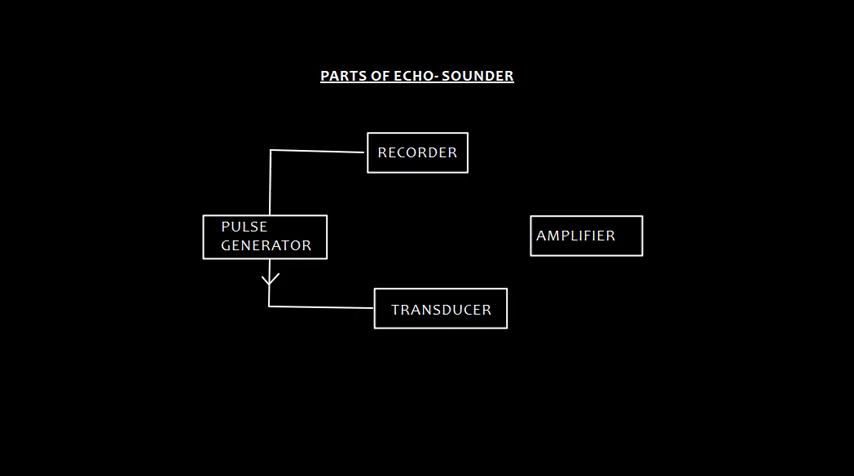 PARTS OF ECHO- SOUNDER
RECORDER
PULSE
GENERATOR
AMPLIFIER
TRANSDUCER